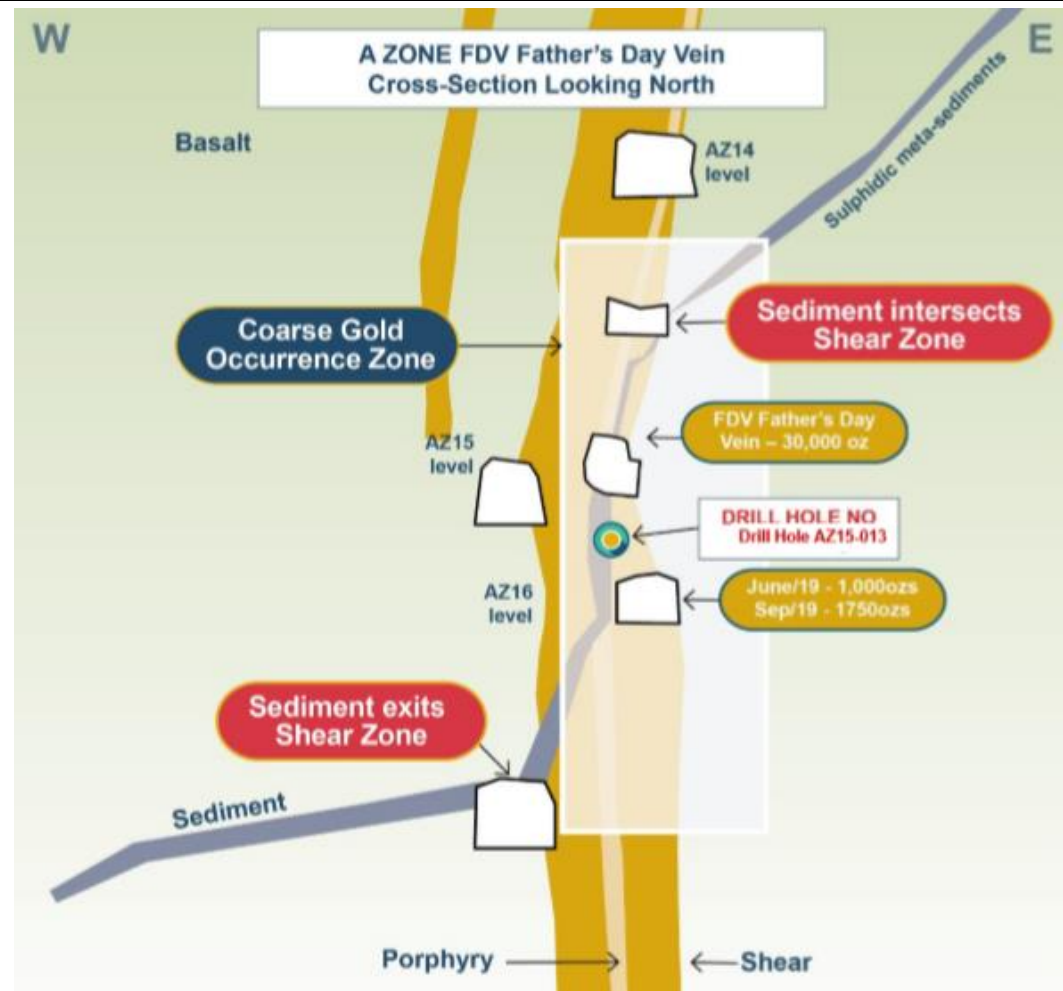 W
E
A ZONE FDV Father's Day Vein
Cross-Section Looking North
Basalt
AZ14
level
Sulphidic meta-sediments
Coarse Gold
Occurrence Zone
Sediment intersects
Shear Zone
FDV Father's Day
Vein – 30,000 oz
AZ15
level
DRILL HOLE NO
Drill Hole AZ15-013
AZ16
level
June/19 - 1,000ozs
Sep/19 - 1750ozs
Sediment exits
Shear Zone
Sediment
Porphyry
Shear